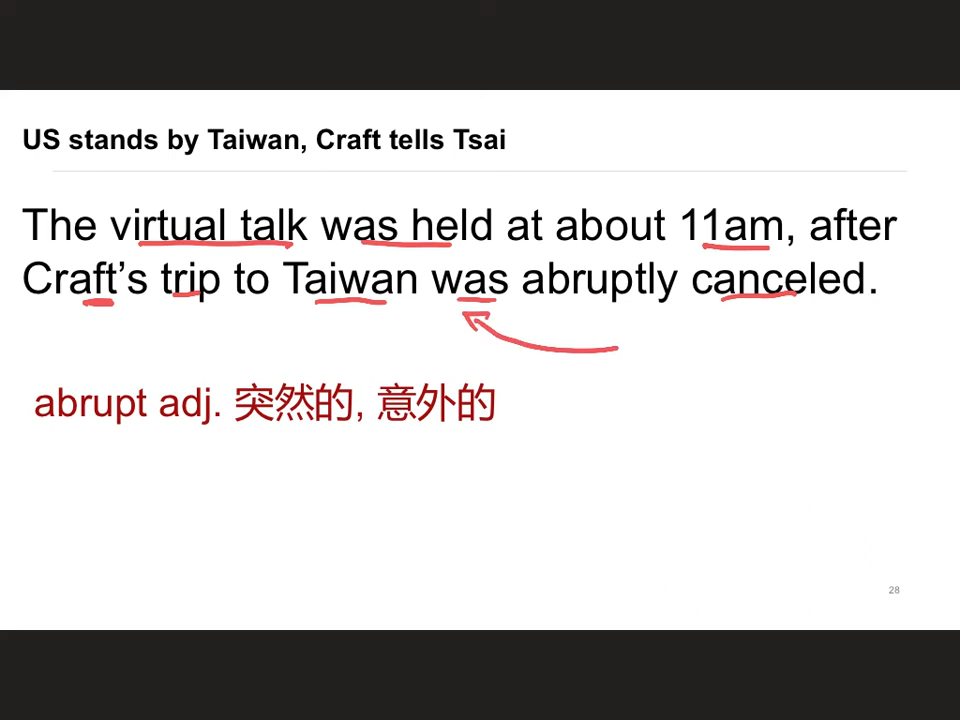 US stands by Taiwan, Craft tells Tsai
The virtual talk was held at about 11am, after
Craft’s trip to Taiwan was abruptly canceled.
abrupt adj. 突然的, 意外的
28